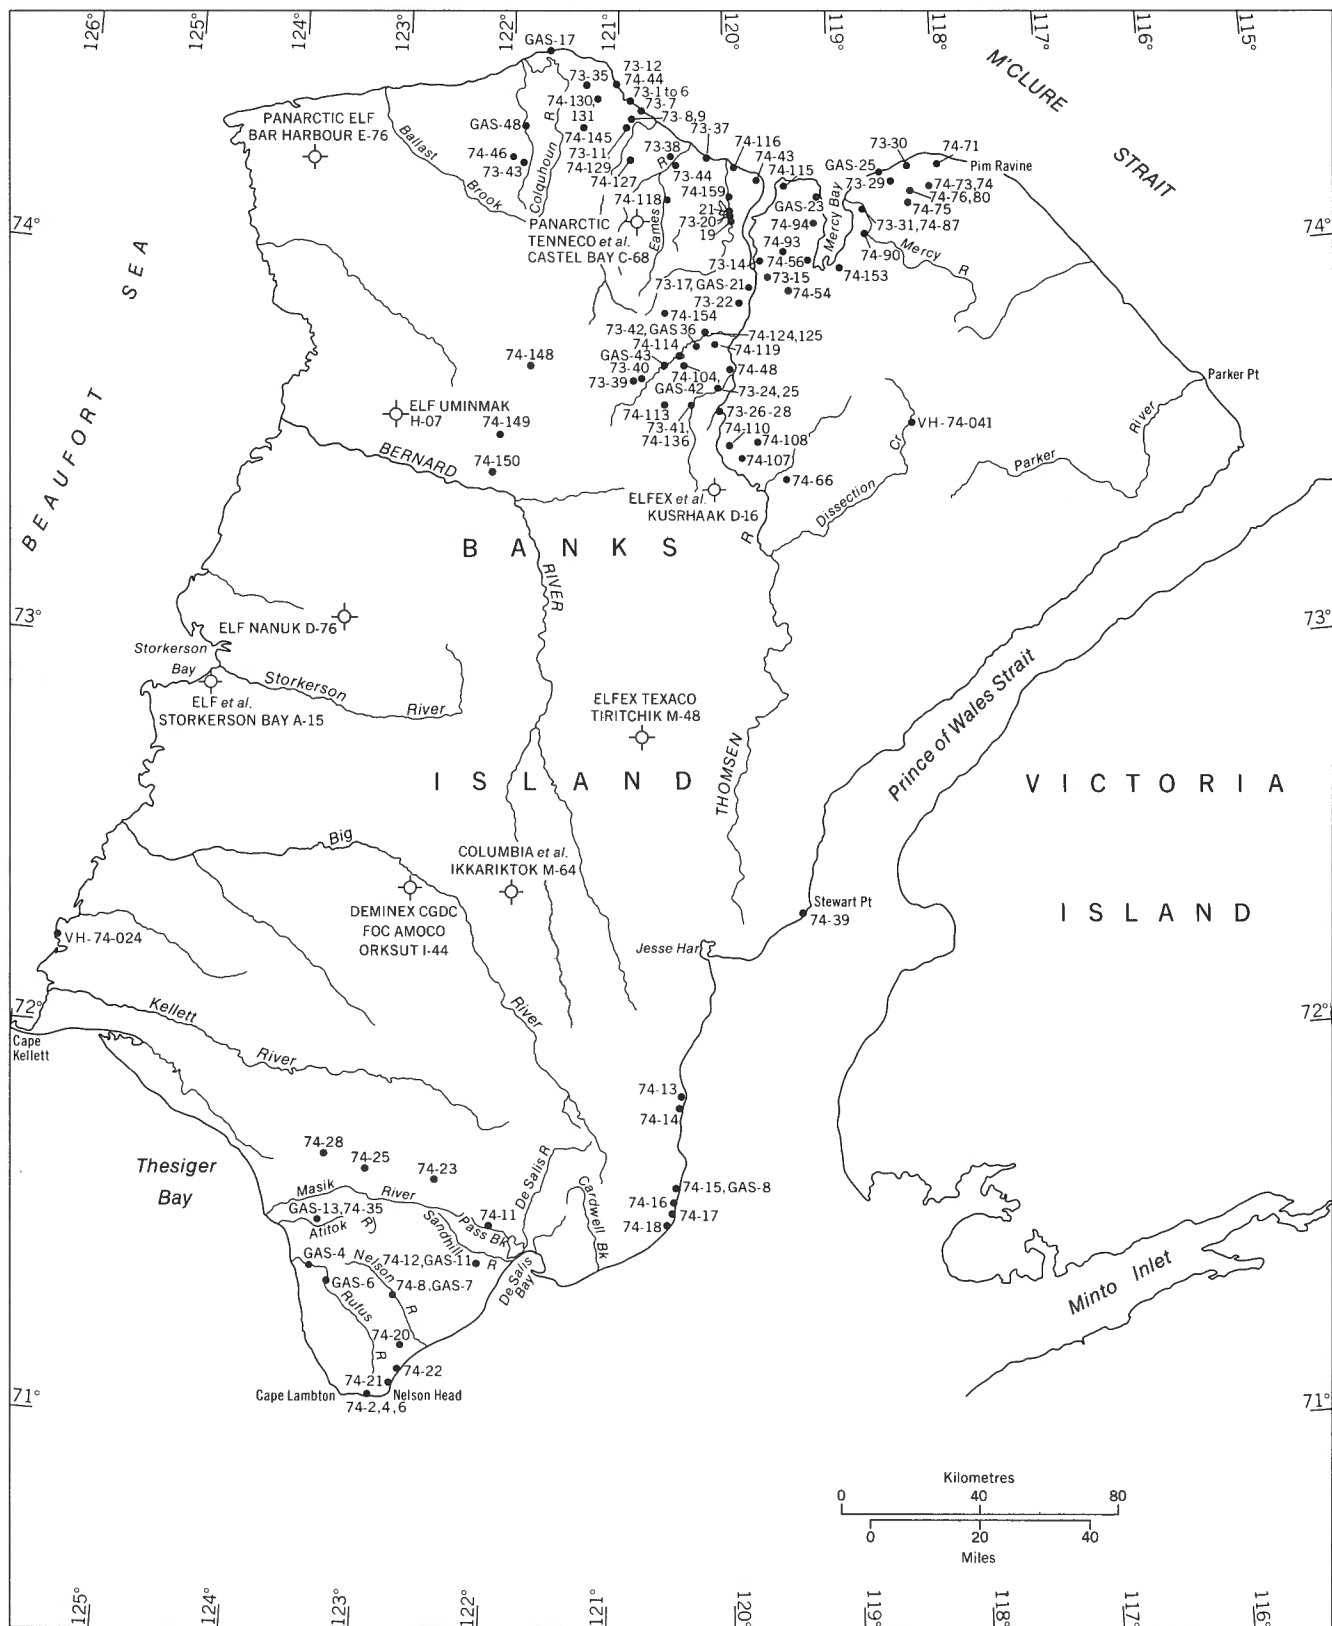 126°
125°
124°
123°
122°
121°
120°
119°
118°
117°
116°
115°
M'CLURE
STRAIT
GAS-17
73-12
74-44
73-35
73-1 to 6
73-7
74-130,
131
73-8,9
PANARCTIC ELF
BAR HARBOUR E-76
GAS-48
74-145
73-37
74-116
73-30
74-71
74-46
73-43
73-11,
74-129
73-38
73-44
74-43
74-115
GAS-25
Pim Ravine
74-127
73-29
74-73,74
74-76,80
74-75
Ballast
Brook
Colquhoun R
74-118
74-159
GAS-23
Mercy Bay
21
73-20
19
74-94
73-31,74-87
74°
74°
PANARCTIC
TENNECO et al.
CASTEL BAY C-68
Eames
R
74-93
74-90
Mercy
R
73-14
74-56
73-15
74-153
73-17, GAS-21
74-54
73-22
74-154
73-42, GAS 36
74-124,125
74-114
74-119
74-148
GAS-43
73-40
74-104,
74-48
73-39
GAS-42
73-24, 25
Parker Pt
ELF UMINMAK
H-07
74-113
73-41,
74-136
73-26-28
74-110
VH-74-041
74-149
74-108
River
74-150
74-107
Parker
BERNARD
74-66
Cr
Dissection
ELFEX et al.
KUSRHAAK D-16
R
BEAUFORT
SEA
BANKS
RIVER
73°
73°
ELF NANUK D-76
Storkerson
Bay
Storkerson
River
ELF et al.
STORKERSON BAY A-15
ELFEX TEXACO
TIRITCHIK M-48
Prince of Wales Strait
THOMSEN
ISLAND
VICTORIA
ISLAND
Big
COLUMBIA et al.
IKKARIKTOK M-64
DEMINEX CGDC
FOC AMOCO
ORKSUT I-44
Stewart Pt
74-39
VH-74-024
Jesse Har
72°
72°
Kellett
River
River
Cape
Kellett
74-13
74-14
74-28
74-25
74-23
Thesiger
Bay
Masik
River
De Salis R
Cardwell Bk
74-15, GAS-8
74-16
74-17
74-18
GAS-13,74-35
Atitok
R
74-11
Pass Bk
Sandhill
R
GAS-4
Nelson
R
74-12, GAS-11
GAS-6
74-8, GAS-7
De Salis
Bay
Rufus
R
Minto Inlet
74-20
74-22
74-21
Cape Lambton
Nelson Head
74-2,4,6
71°
71°
Kilometres
0
40
80
0
20
40
Miles
125°
124°
123°
122°
121°
120°
119°
118°
117°
116°